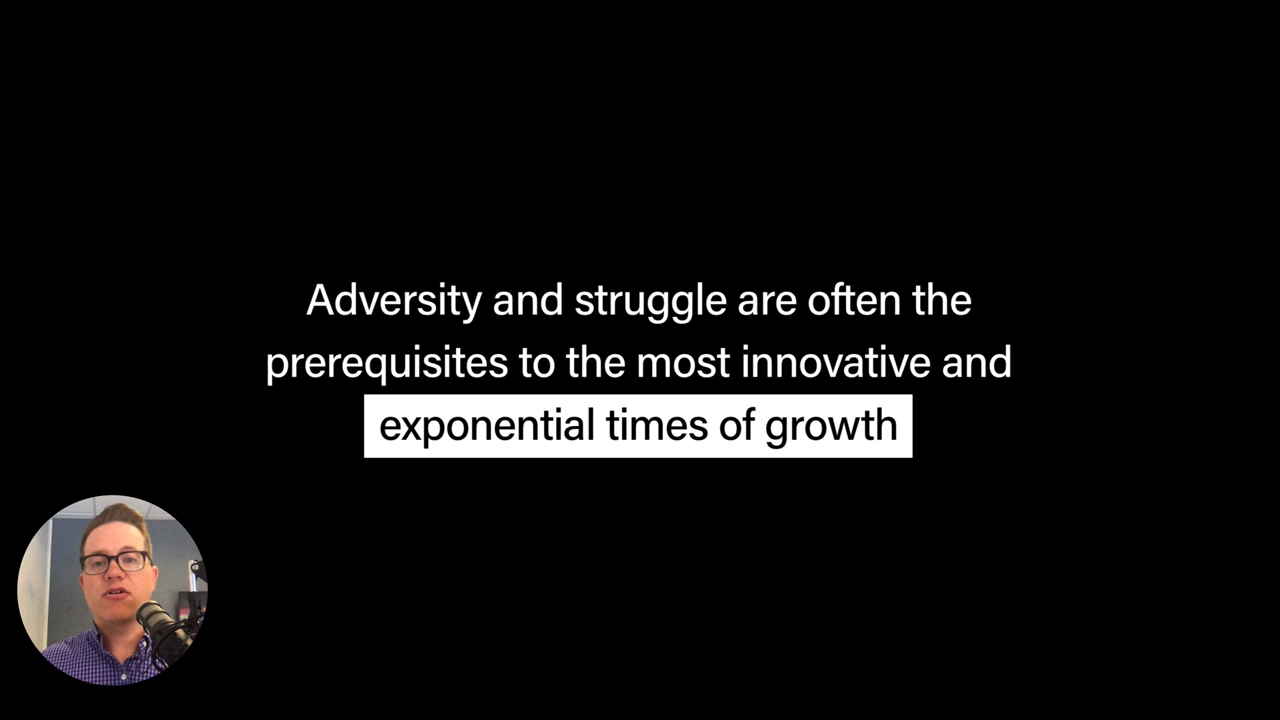 Adversity and struggle are often the
prerequisites to the most innovative and
exponential times of growth